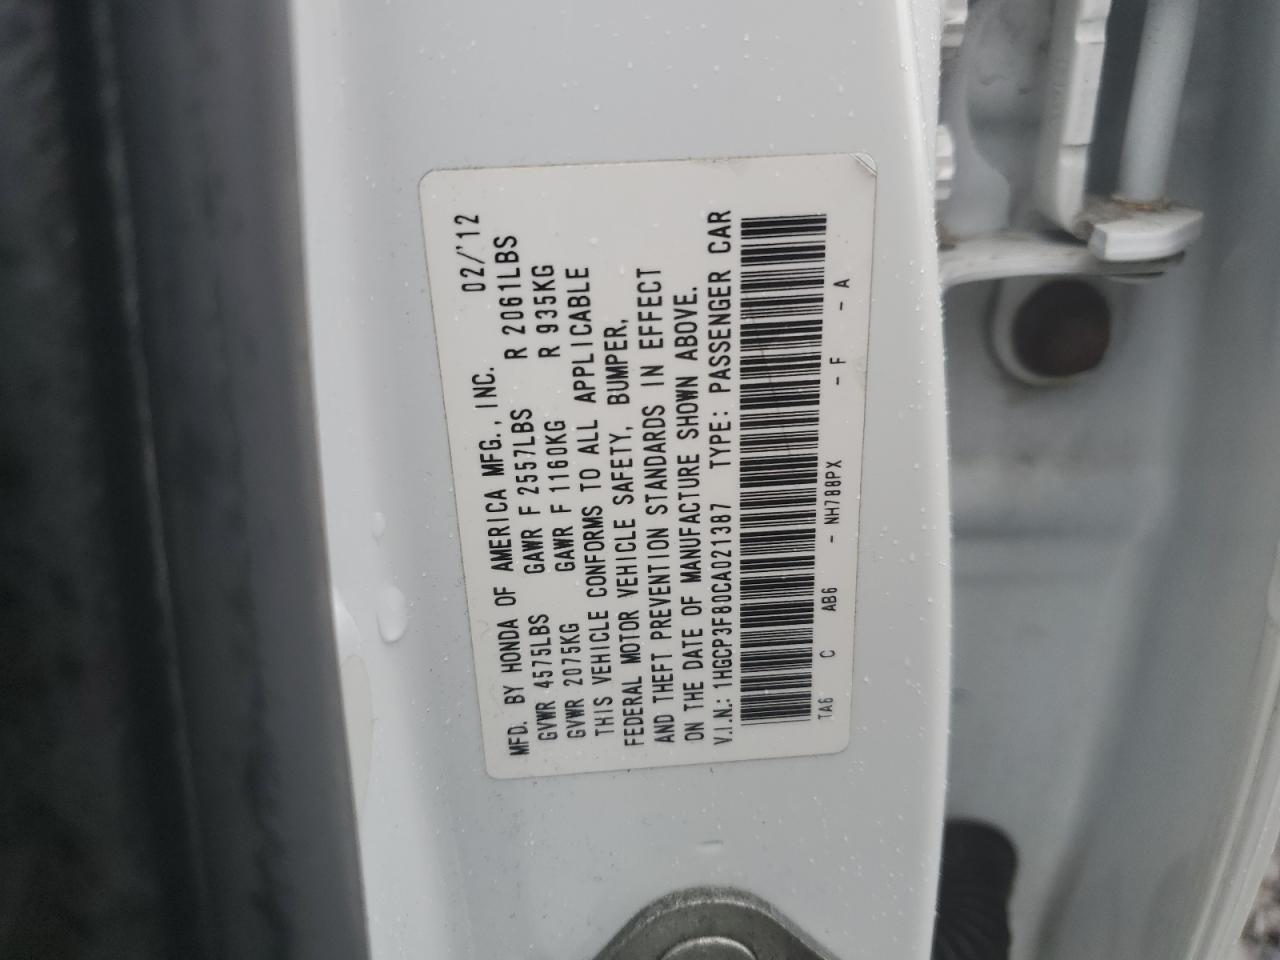 MFD. BY HONDA OF AMERICA MFG., INC. 02/'12
GVWR 4575LBS GAWR F 2557LBS R 2061LBS
GVWR 2075KG GAWR F 1160KG R 935KG
THIS VEHICLE CONFORMS TO ALL APPLICABLE
FEDERAL MOTOR VEHICLE SAFETY, BUMPER,
AND THEFT PREVENTION STANDARDS IN EFFECT
ON THE DATE OF MANUFACTURE SHOWN ABOVE.
V.I.N.: 1HGCP3F80CA021387 TYPE: PASSENGER CAR
TA6 C AB6 - NH788PX - F - A